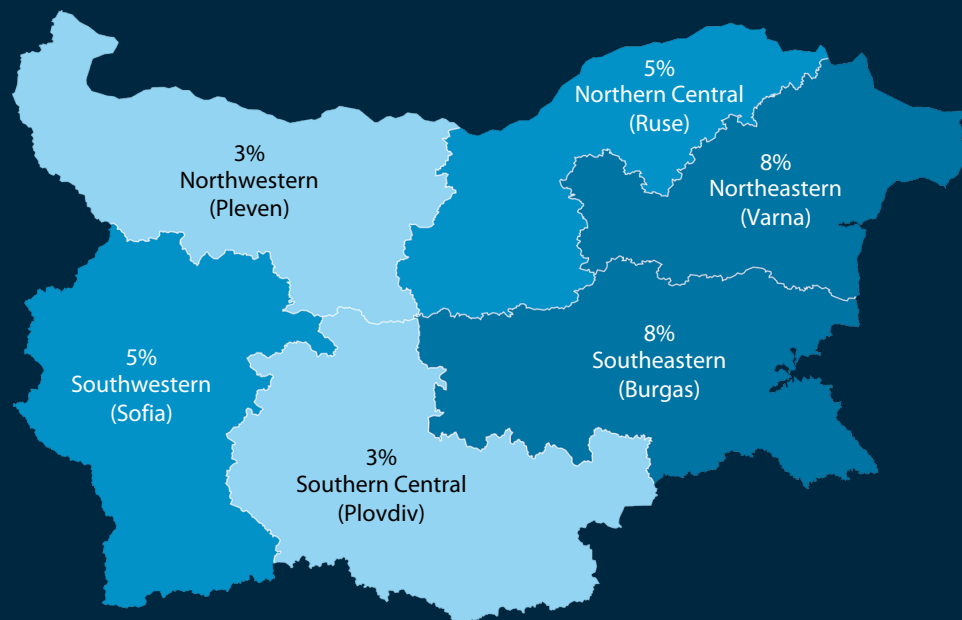 5%
Northern Central
(Ruse)
3%
Northwestern
(Pleven)
8%
Northeastern
(Varna)
5%
Southwestern
(Sofia)
8%
Southeastern
(Burgas)
3%
Southern Central
(Plovdiv)